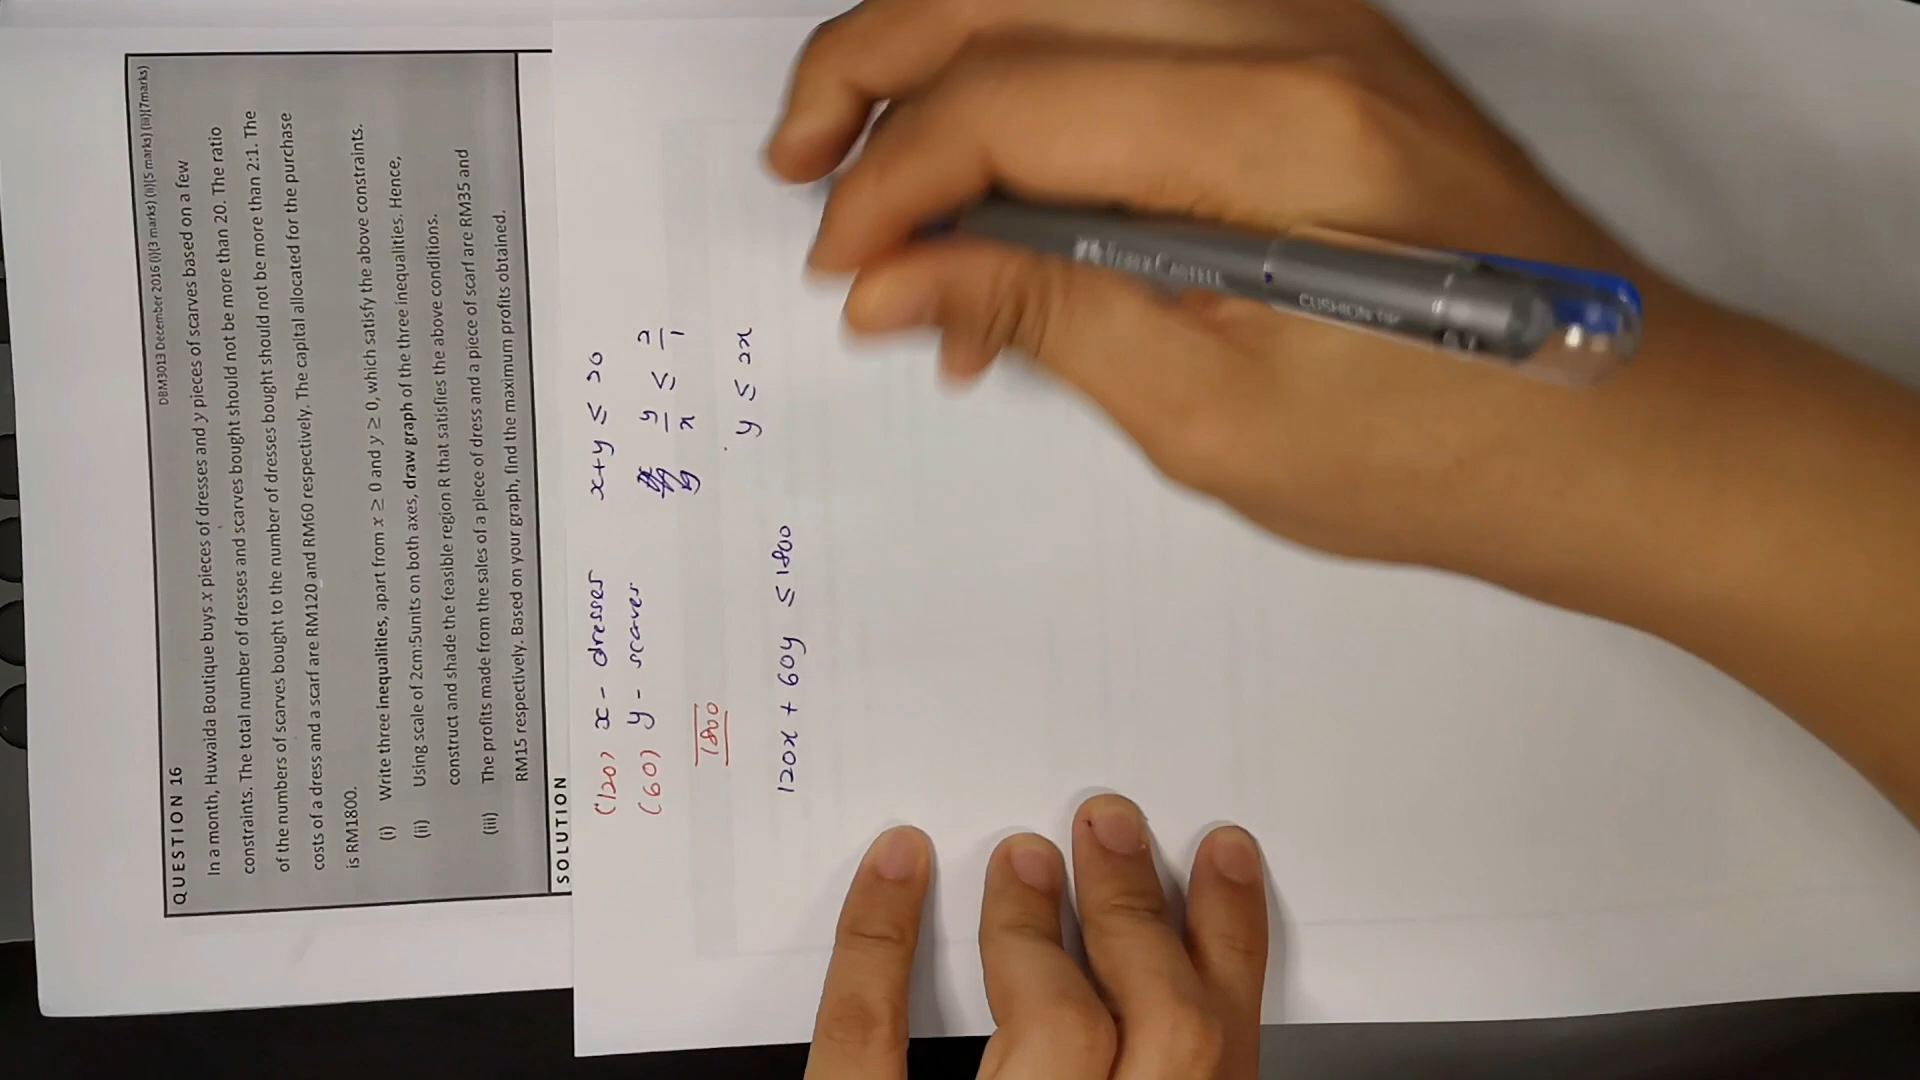 DBM3013 December 2016 (i)(3 marks) (ii)(5 marks) (iii)(7marks)
QUESTION 16
In a month, Huwaida Boutique buys x pieces of dresses and y pieces of scarves based on a few
constraints. The total number of dresses and scarves bought should not be more than 20. The ratio
of the numbers of scarves bought to the number of dresses bought should not be more than 2:1. The
costs of a dress and a scarf are RM120 and RM60 respectively. The capital allocated for the purchase
is RM1800.
(i) Write three inequalities, apart from x ≥ 0 and y ≥ 0, which satisfy the above constraints.
(ii) Using scale of 2cm:5units on both axes, draw graph of the three inequalities. Hence,
construct and shade the feasible region R that satisfies the above conditions.
(iii) The profits made from the sales of a piece of dress and a piece of scarf are RM35 and
RM15 respectively. Based on your graph, find the maximum profits obtained.
SOLUTION
(120) x - dresses x+y ≤ 20
(60) y - scarves y/x ≤ 2/1
1800
y ≤ 2x
120x + 60y ≤ 1800
FABER-CASTELL
CUSHION GRIP